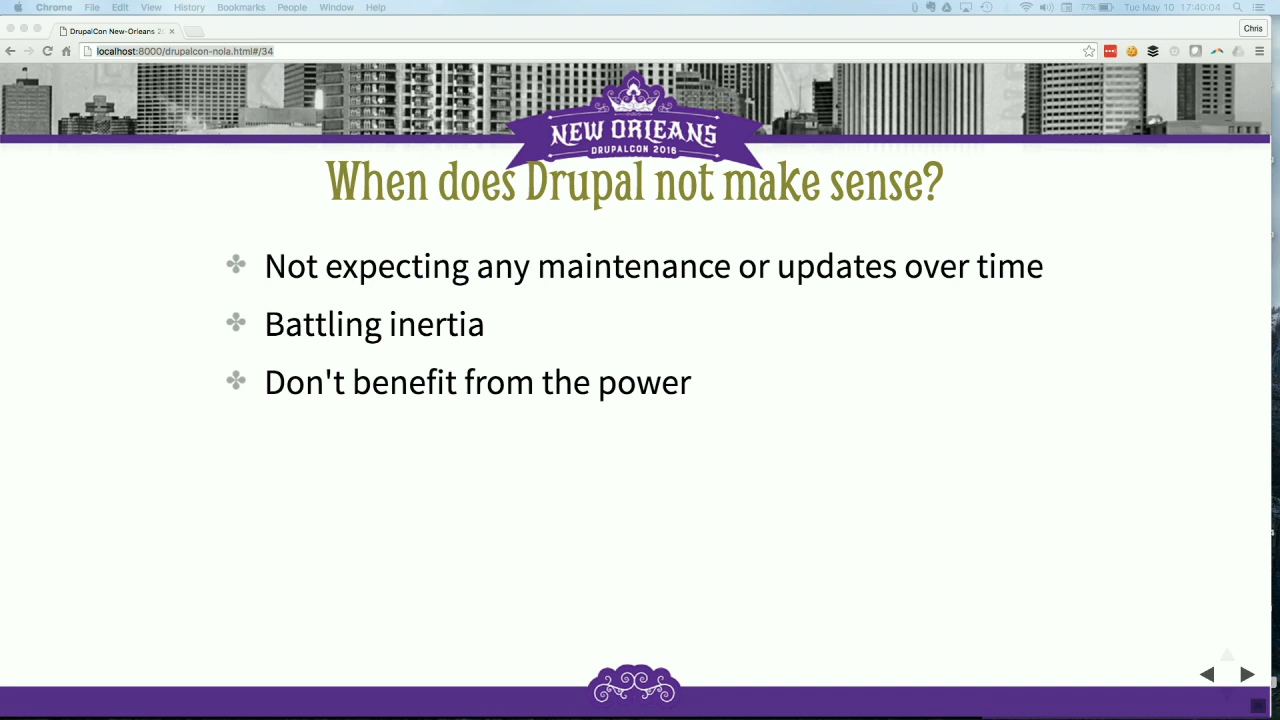 Chrome File Edit View History Bookmarks People Window Help 77% Tue May 10 17:40:04
DrupalCon New-Orleans 2
Chris
localhost:8000/drupalcon-nola.html#/34
NEW ORLEANS
DRUPALCON 2016
When does Drupal not make sense?
Not expecting any maintenance or updates over time
Battling inertia
Don't benefit from the power